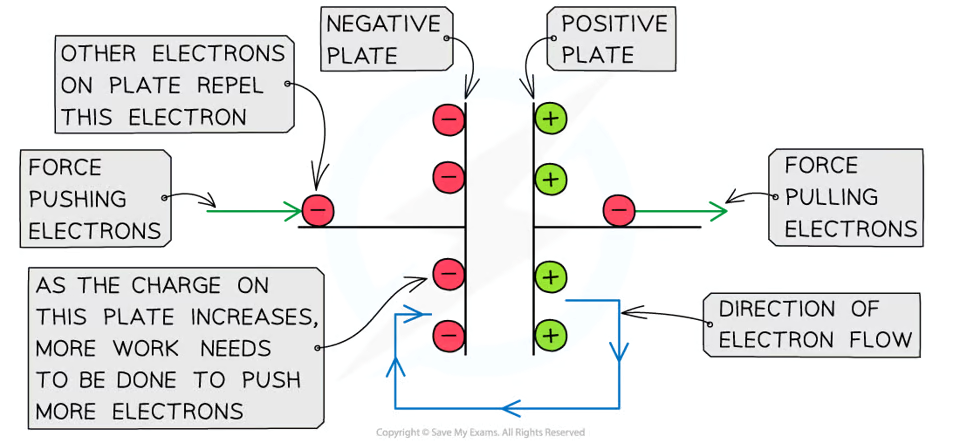 NEGATIVE
PLATE
POSITIVE
PLATE
OTHER ELECTRONS
ON PLATE REPEL
THIS ELECTRON
FORCE
PUSHING
ELECTRONS
FORCE
PULLING
ELECTRONS
AS THE CHARGE ON
THIS PLATE INCREASES,
MORE WORK NEEDS
TO BE DONE TO PUSH
MORE ELECTRONS
DIRECTION OF
ELECTRON FLOW
Copyright © Save My Exams. All Rights Reserved